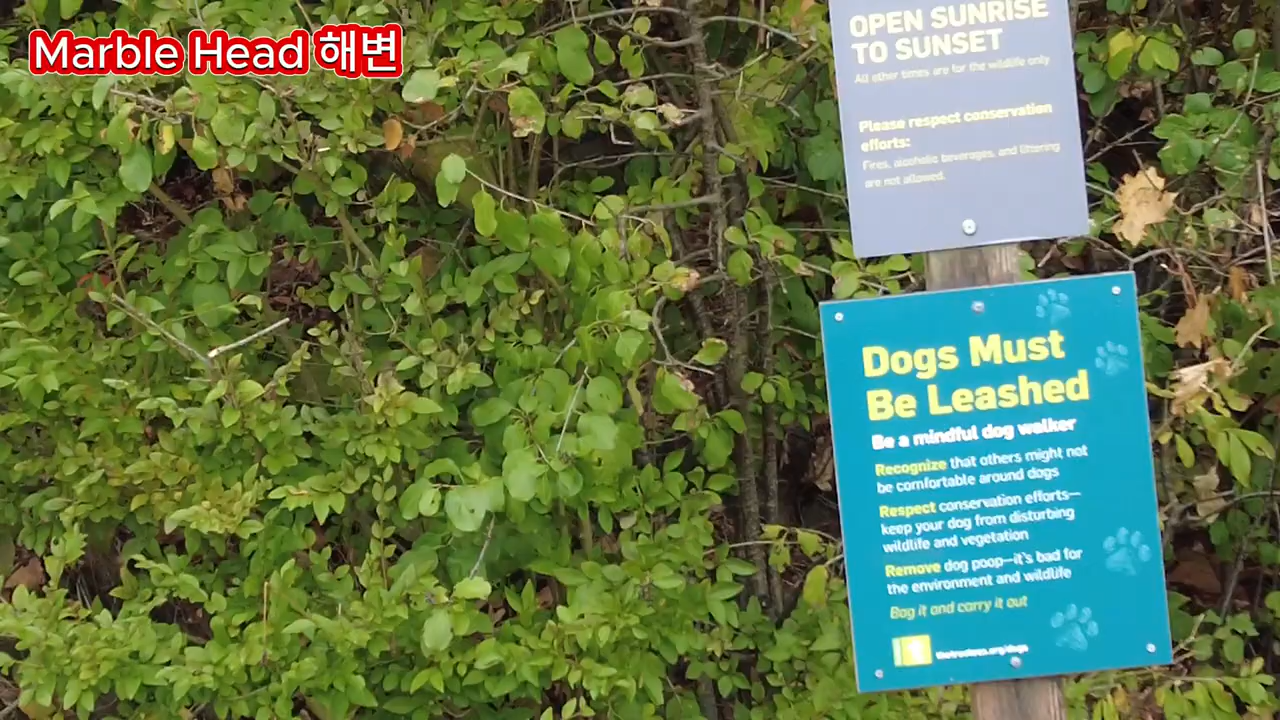 Marble Head 해변
OPEN SUNRISE
TO SUNSET
All other times are for the wildlife only
Please respect conservation
efforts:
Fires, alcoholic beverages, and littering
are not allowed.
Dogs Must
Be Leashed
Be a mindful dog walker
Recognize that others might not
be comfortable around dogs
Respect conservation efforts—
keep your dog from disturbing
wildlife and vegetation
Remove dog poop—it's bad for
the environment and wildlife
Bag it and carry it out
thetrustees.org/dogs